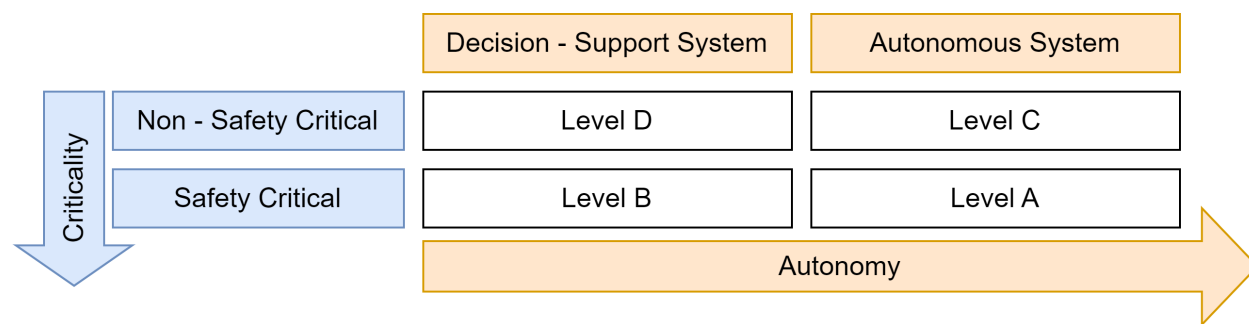 Decision - Support System
Autonomous System
Non - Safety Critical
Level D
Level C
Criticality
Safety Critical
Level B
Level A
Autonomy